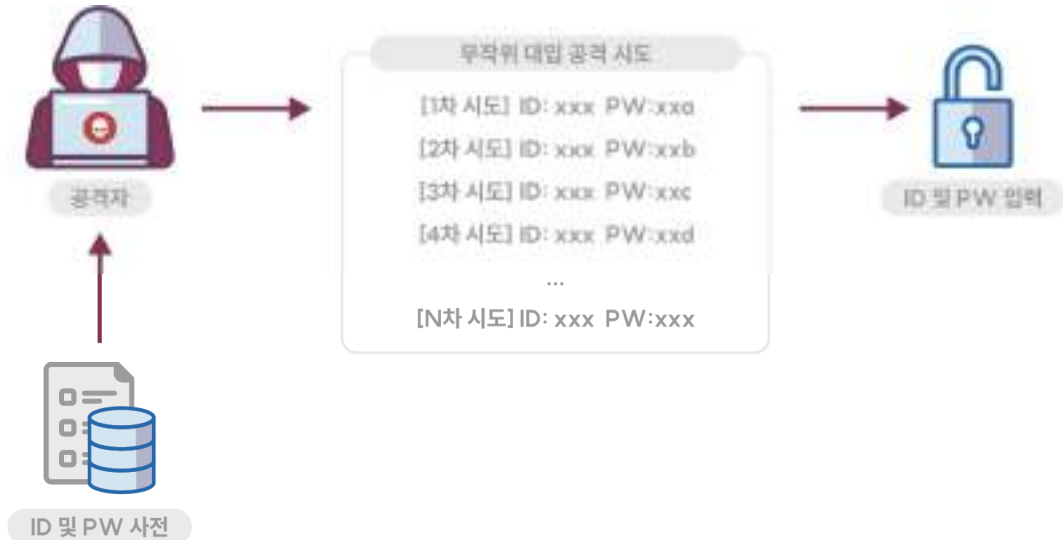 무작위 대입 공격 시도
[1차 시도] ID: xxx PW:xxa
[2차 시도] ID: xxx PW:xxb
[3차 시도] ID: xxx PW:xxc
[4차 시도] ID: xxx PW:xxd
...
[N차 시도] ID: xxx PW:xxx
공격자
ID 및 PW 입력
ID 및 PW 사전